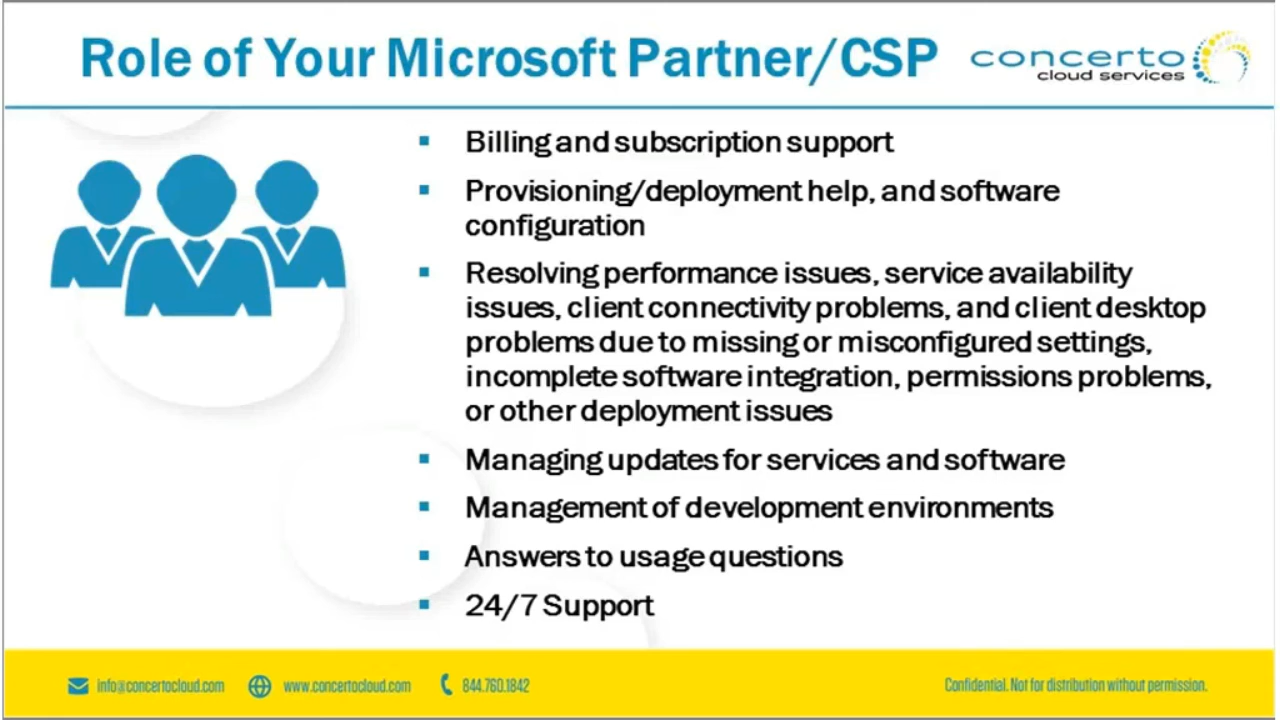 Role of Your Microsoft Partner/CSP
concerto
cloud services
Billing and subscription support
Provisioning/deployment help, and software
configuration
Resolving performance issues, service availability
issues, client connectivity problems, and client desktop
problems due to missing or misconfigured settings,
incomplete software integration, permissions problems,
or other deployment issues
Managing updates for services and software
Management of development environments
Answers to usage questions
24/7 Support
info@concertocloud.com www.concertocloud.com 844.760.1842 Confidential. Not for distribution without permission.